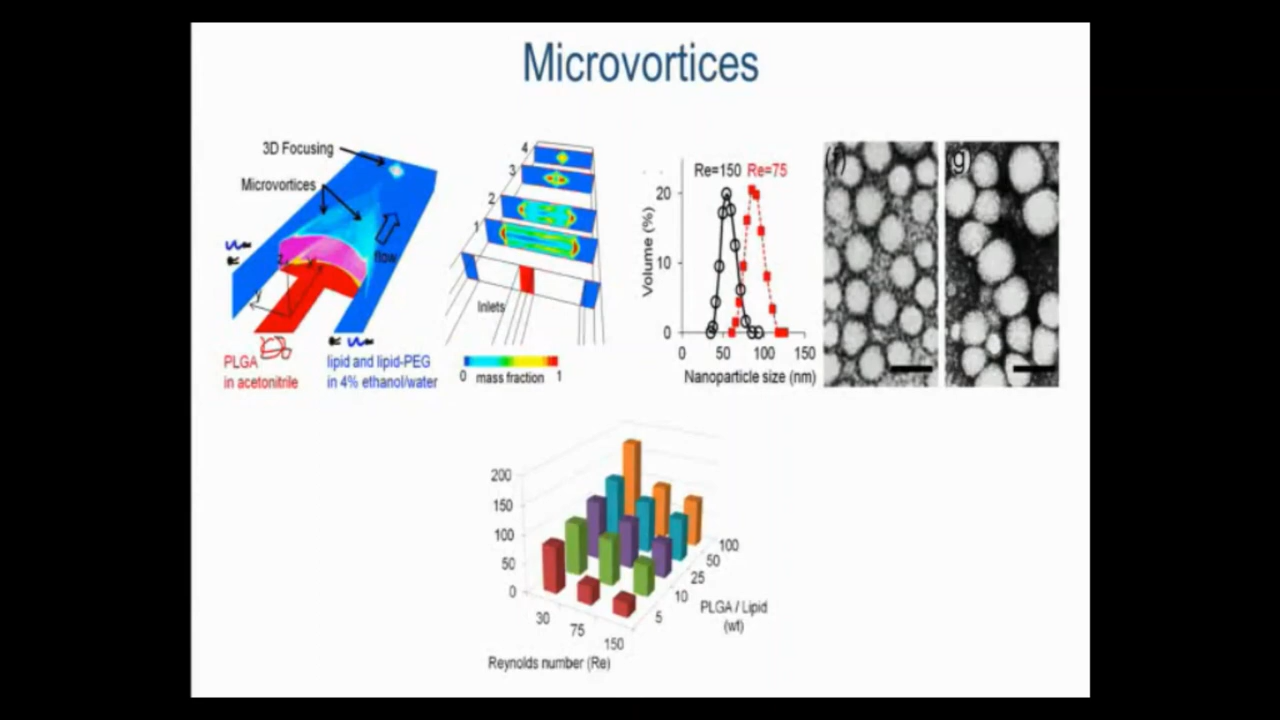 Microvortices
3D Focusing
Microvortices
flow
z
y
PLGA
in acetonitrile
lipid and lipid-PEG
in 4% ethanol/water
4
3
2
1
Inlets
0 mass fraction 1
Re=150 Re=75
Volume (%)
20
10
0
0 50 100 150
Nanoparticle size (nm)
(f)
g)
200
150
100
50
0
30
75
150
Reynolds number (Re)
5
10
25
50
100
PLGA / Lipid
(wt)